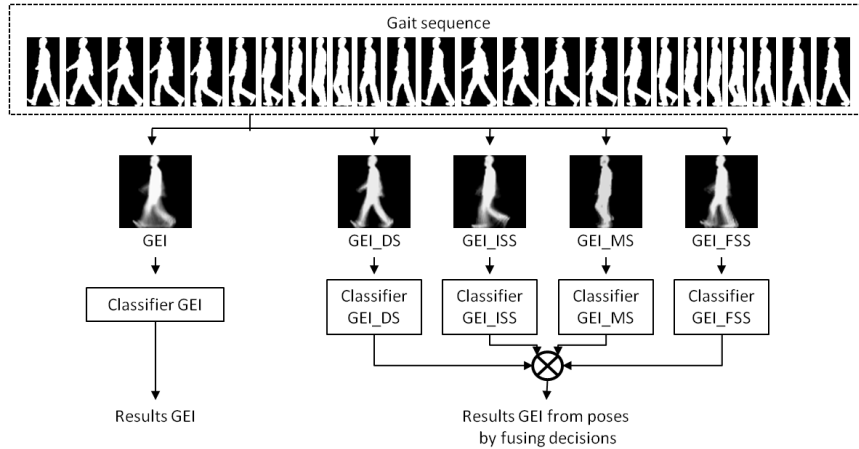 Gait sequence
GEI
GEI_DS
GEI_ISS
GEI_MS
GEI_FSS
Classifier GEI
Classifier
GEI_DS
Classifier
GEI_ISS
Classifier
GEI_MS
Classifier
GEI_FSS
Results GEI
Results GEI from poses
by fusing decisions